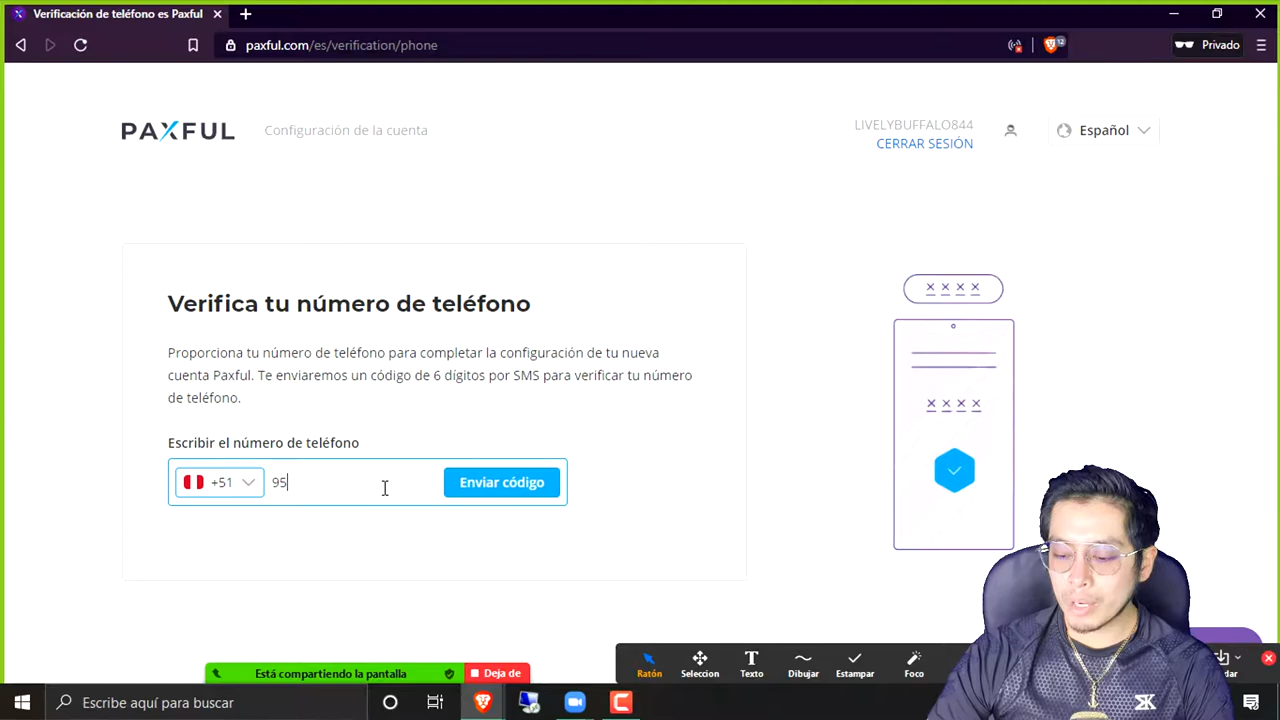 Verificación de teléfono es Paxful
paxful.com/es/verification/phone
12
Privado
PAXFUL
Configuración de la cuenta
LIVELYBUFFALO844
CERRAR SESIÓN
Español
Verifica tu número de teléfono
Proporciona tu número de teléfono para completar la configuración de tu nueva
cuenta Paxful. Te enviaremos un código de 6 dígitos por SMS para verificar tu número
de teléfono.
Escribir el número de teléfono
+51
95
Enviar código
Está compartiendo la pantalla
Deja de
Ratón
Seleccion
Texto
Dibujar
Estampar
Foco
dar
Escribe aquí para buscar